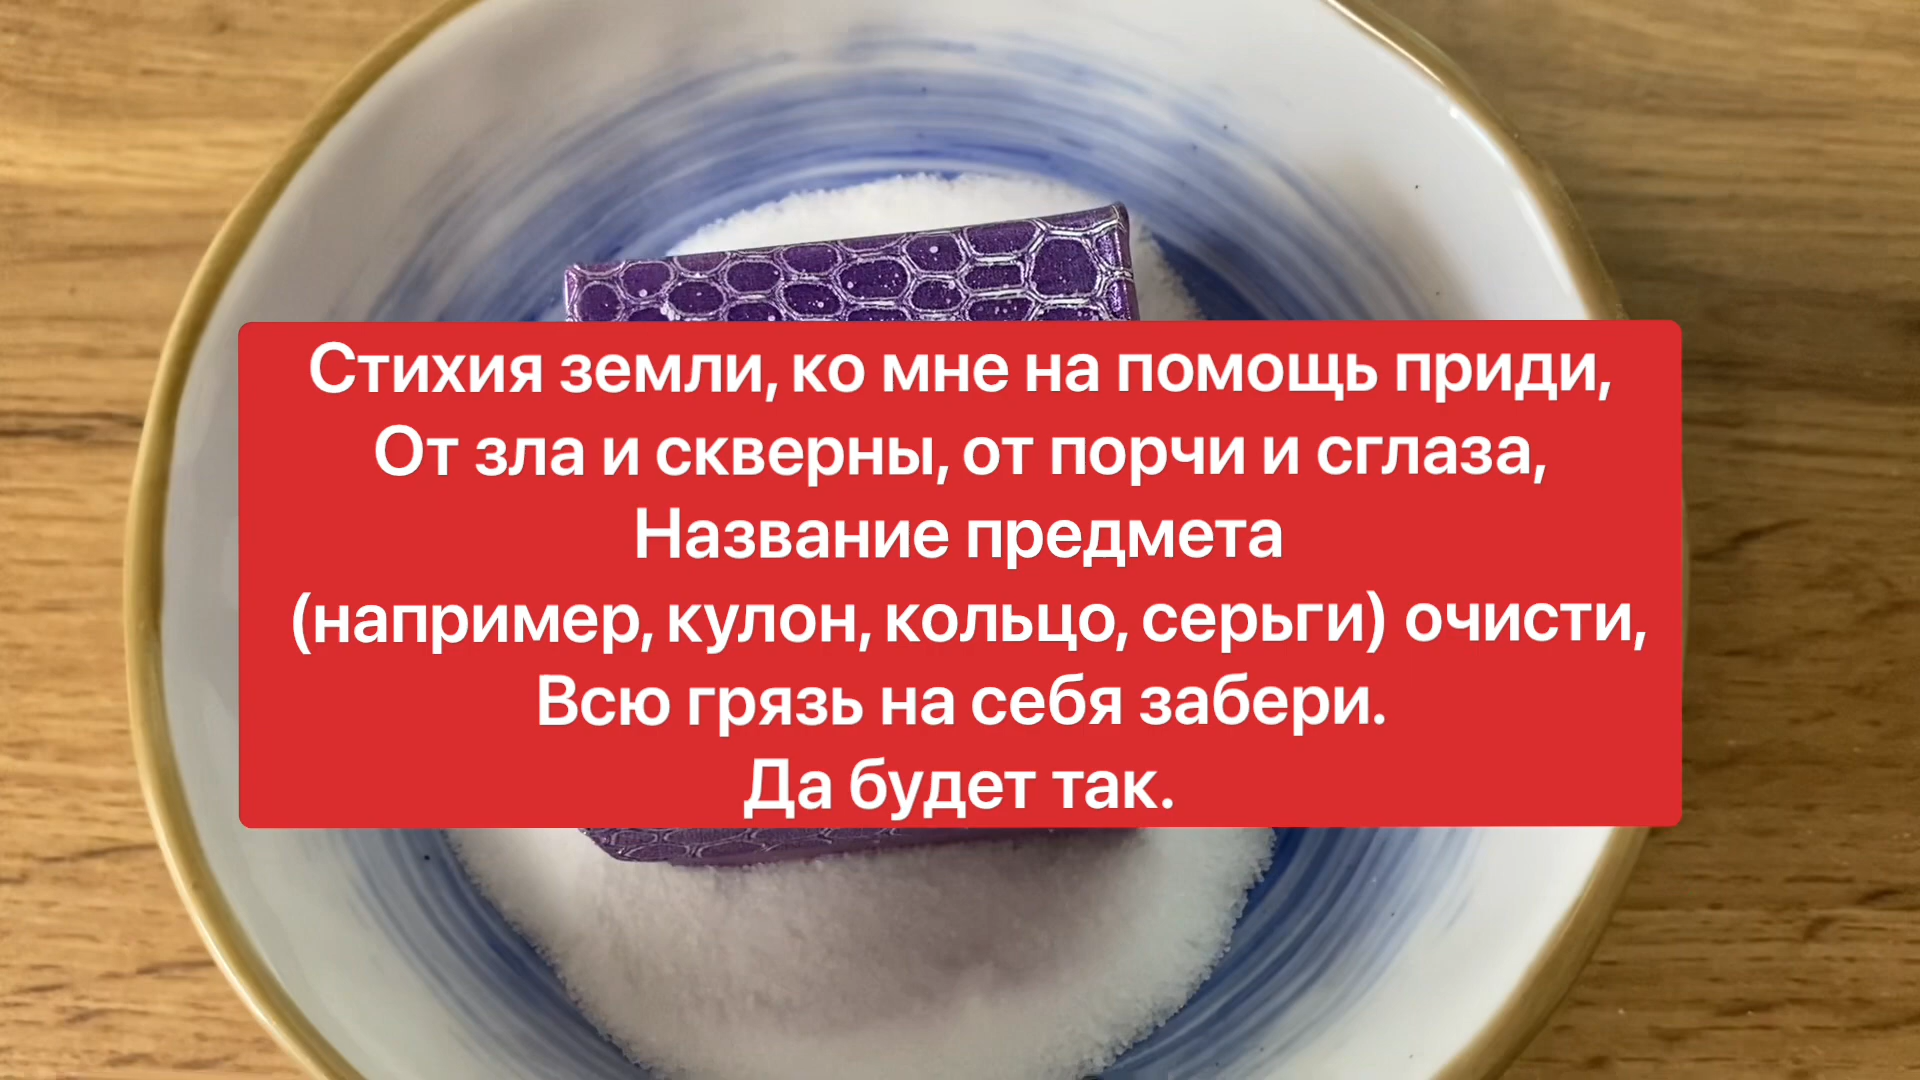 Стихия земли, ко мне на помощь приди,
От зла и скверны, от порчи и сглаза,
Название предмета
(например, кулон, кольцо, серьги) очисти,
Всю грязь на себя забери.
Да будет так.